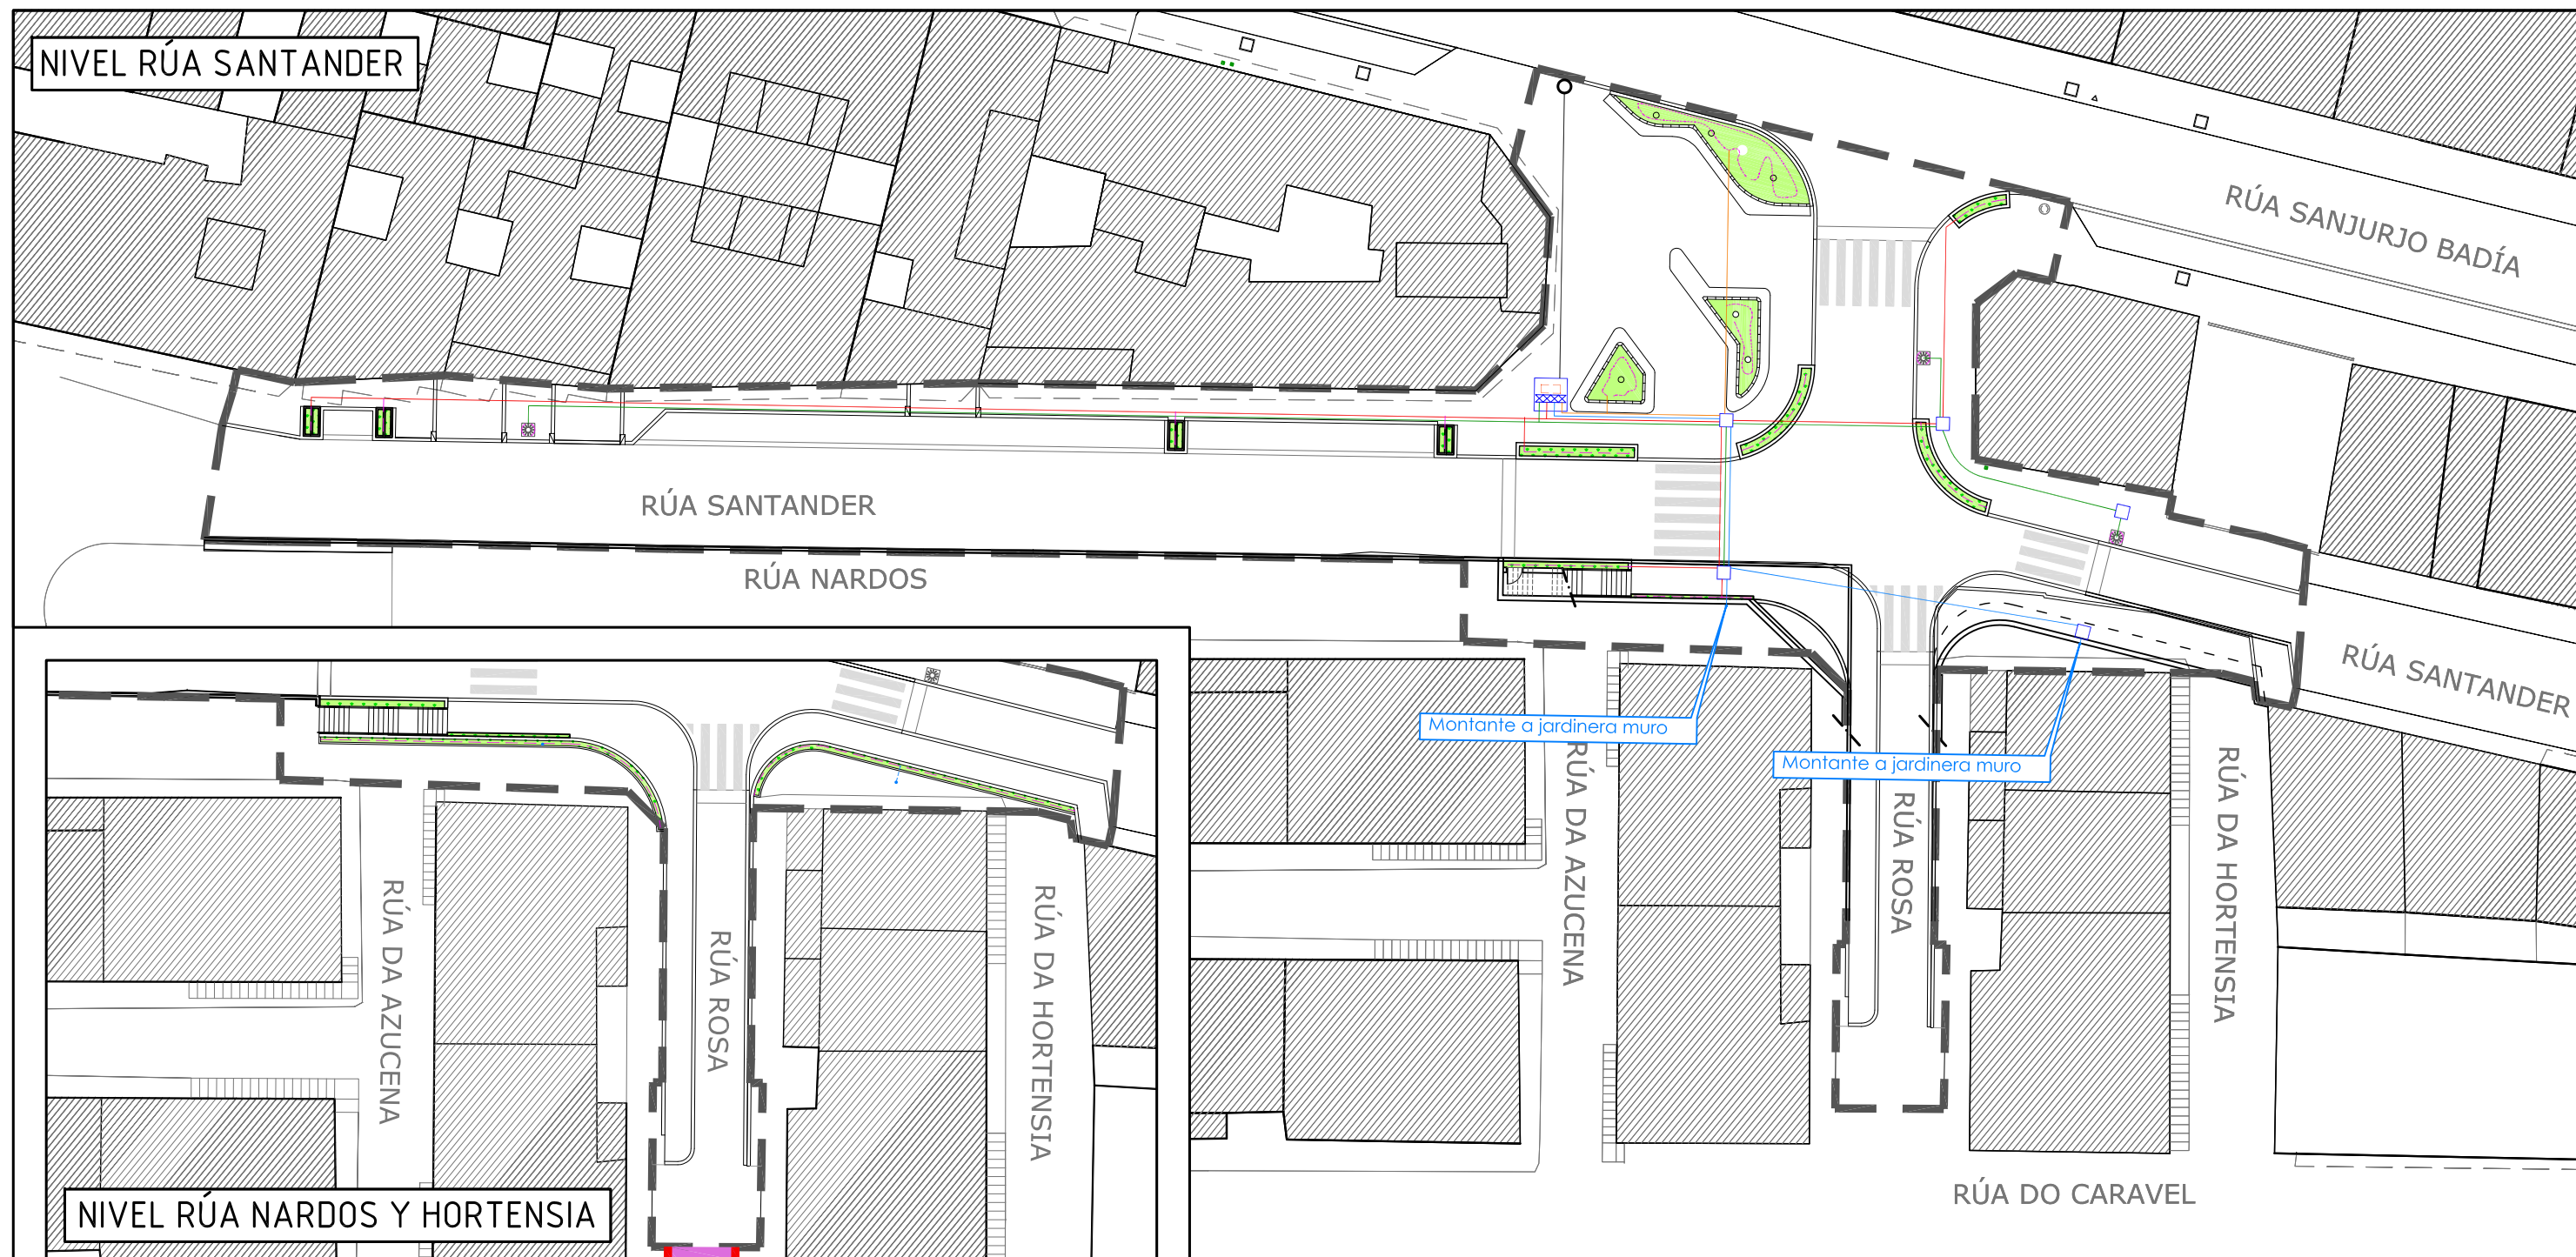 NIVEL RÚA SANTANDER
RÚA SANJURJO BADÍA
RÚA SANTANDER
RÚA NARDOS
RÚA SANTANDER
Montante a jardinera muro
Montante a jardinera muro
RÚA DA AZUCENA
RÚA ROSA
RÚA DA HORTENSIA
RÚA DA AZUCENA
RÚA ROSA
RÚA DA HORTENSIA
RÚA DO CARAVEL
NIVEL RÚA NARDOS Y HORTENSIA